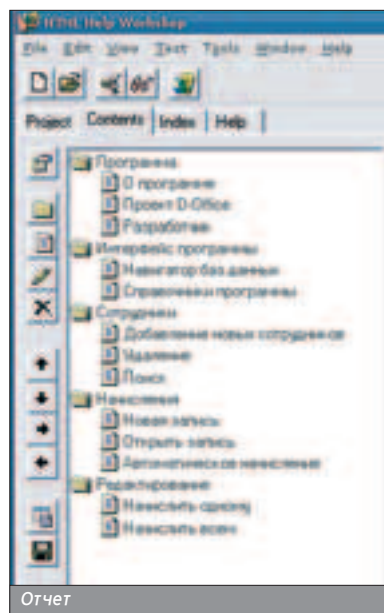 HTML Help Workshop
File Edit View Test Tools Window Help
Project Contents Index Help
Программа
О программе
Проект D-Office
Разработчик
Интерфейс программы
Навигатор баз данных
Справочники программы
Сотрудники
Добавление новых сотрудников
Удаление
Поиск
Начисления
Новая запись
Открыть запись
Автоматическое начисление
Редактирование
Начислить одному
Начислить всем
Отчет